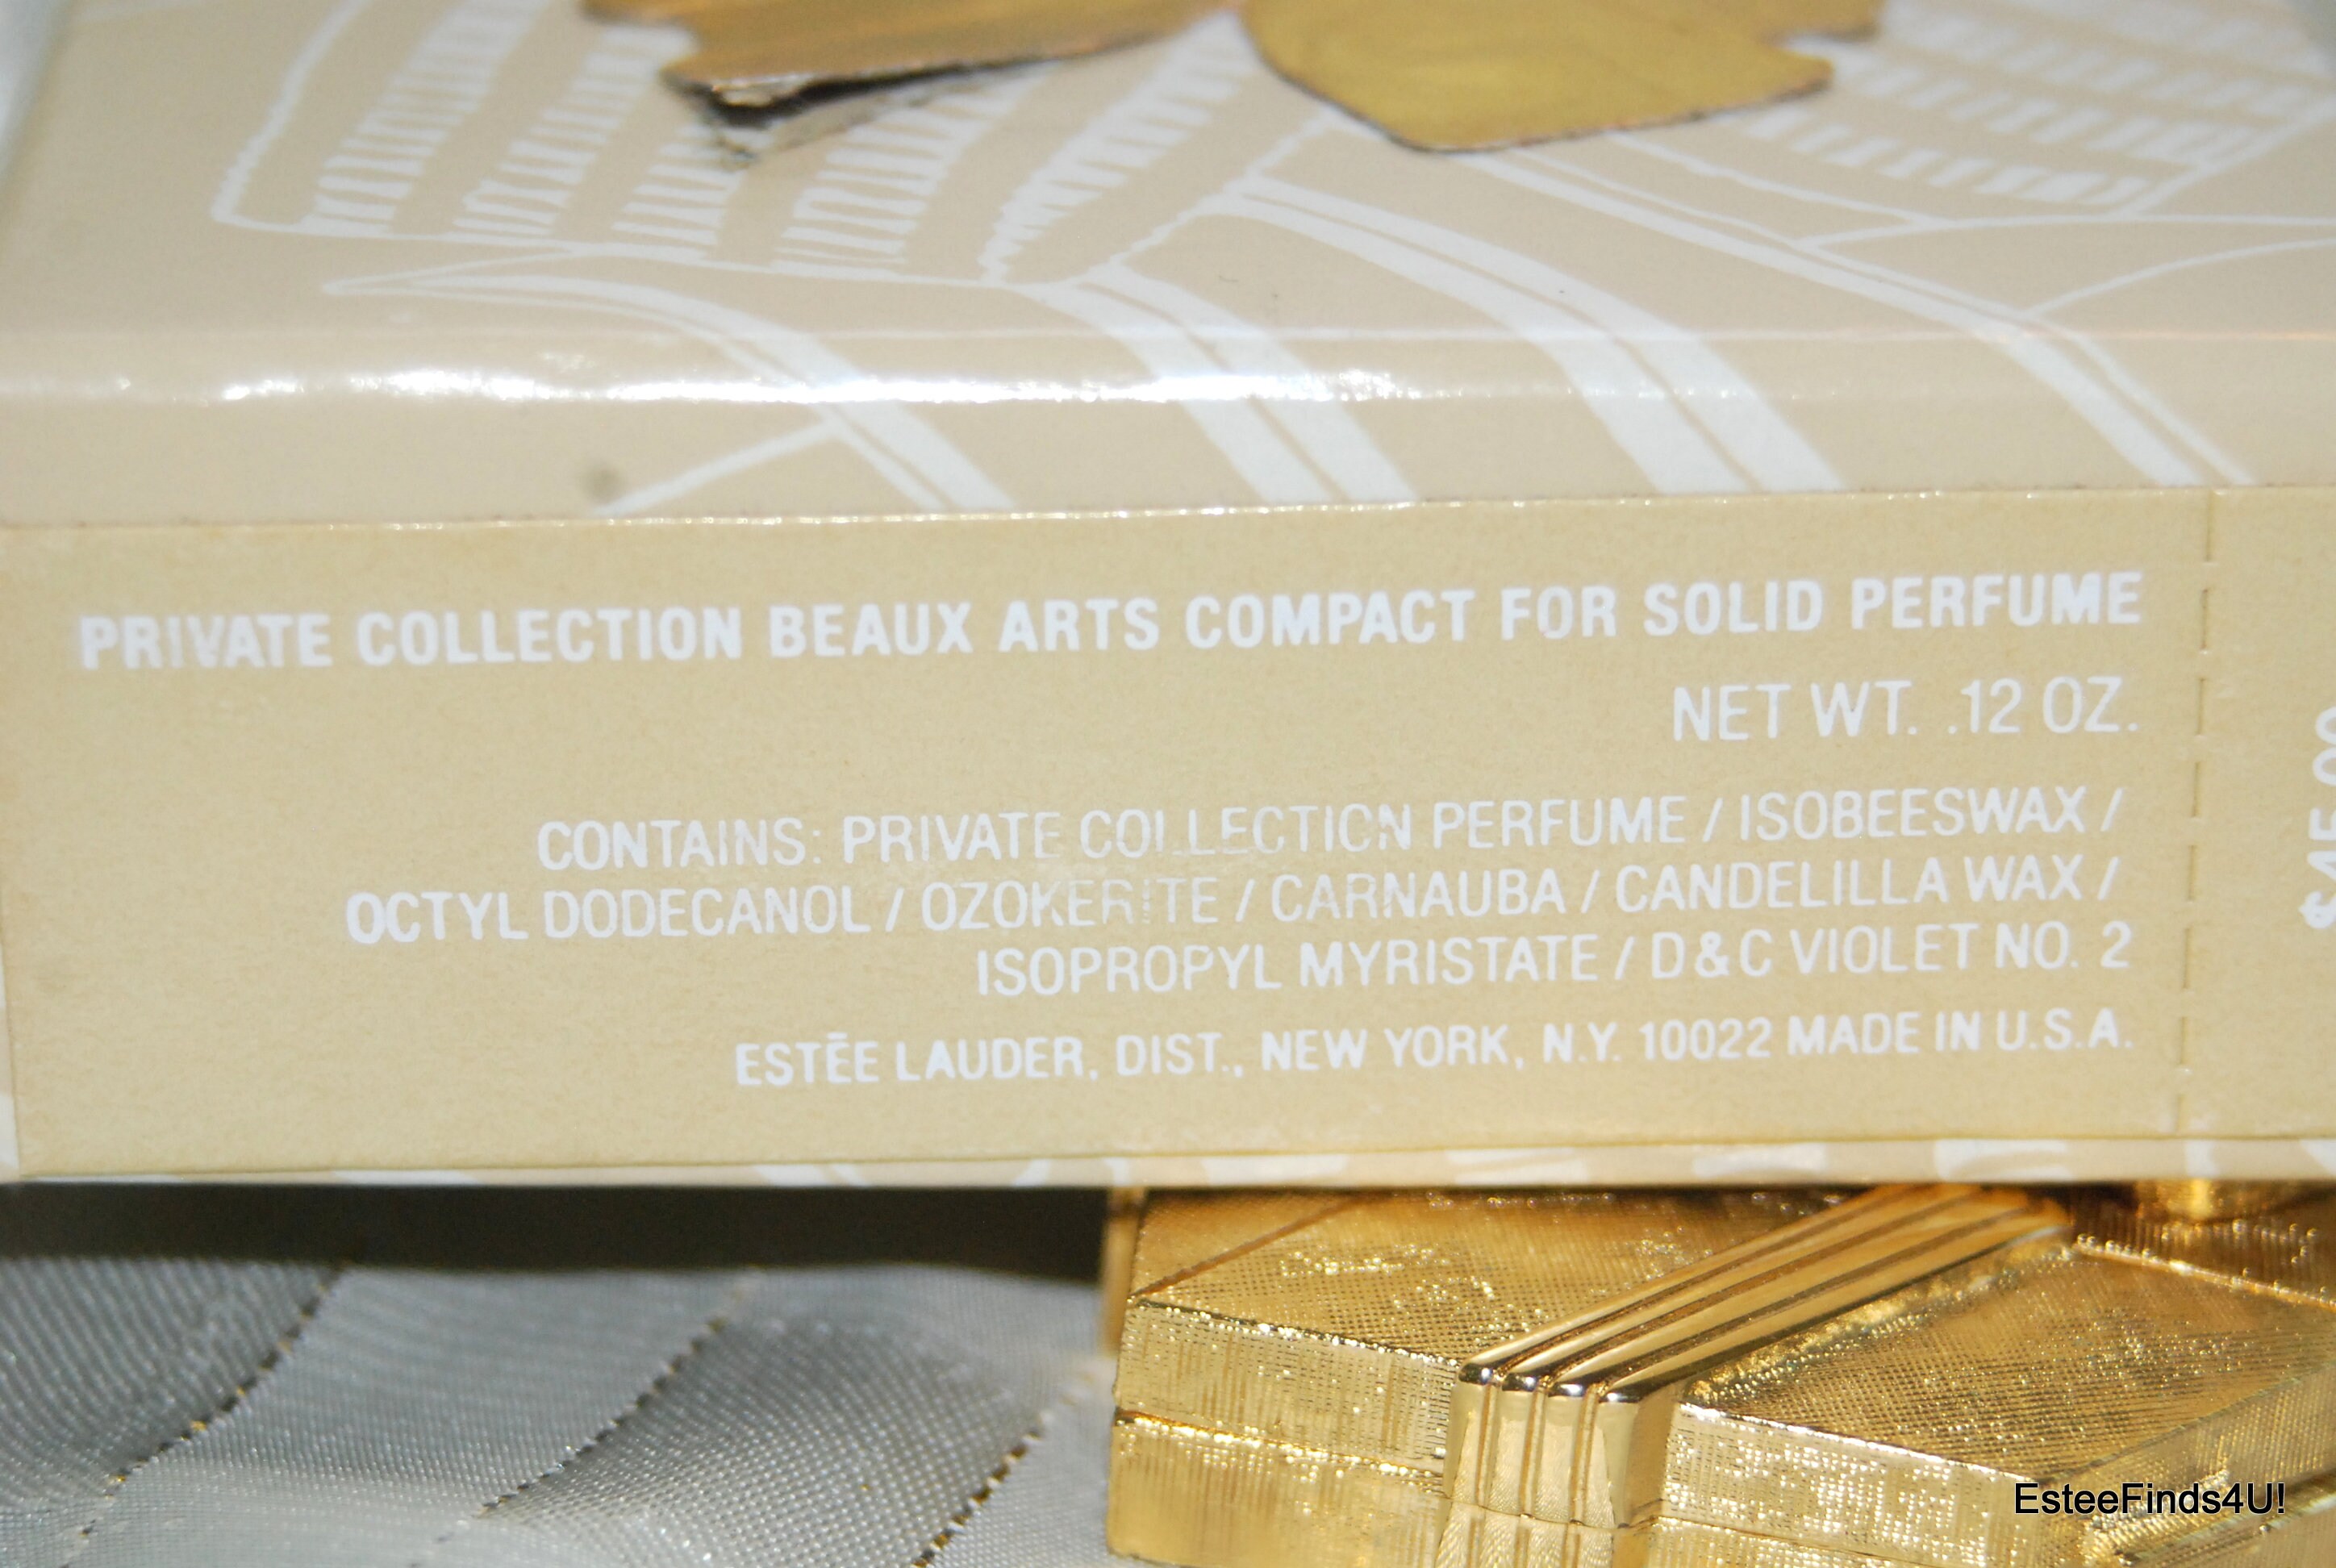 PRIVATE COLLECTION BEAUX ARTS COMPACT FOR SOLID PERFUME
NET WT. .12 OZ.
CONTAINS: PRIVATE COLLECTION PERFUME / ISOBEESWAX /
OCTYL DODECANOL / OZOKERITE / CARNAUBA / CANDELILLA WAX /
ISOPROPYL MYRISTATE / D&C VIOLET NO. 2
ESTĒE LAUDER, DIST., NEW YORK, N.Y. 10022 MADE IN U.S.A.
EsteeFinds4U!